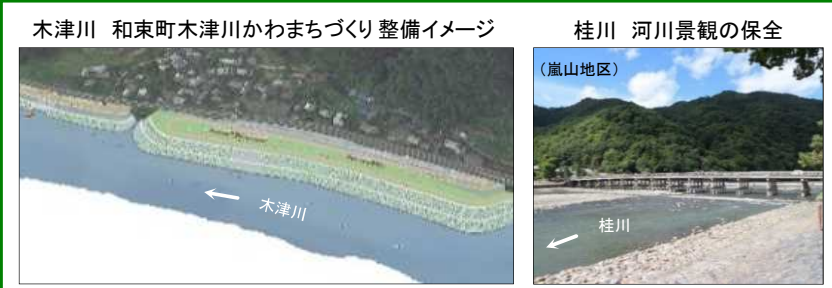 木津川 和束町木津川かわまちづくり 整備イメージ
木津川
桂川 河川景観の保全
(嵐山地区)
桂川